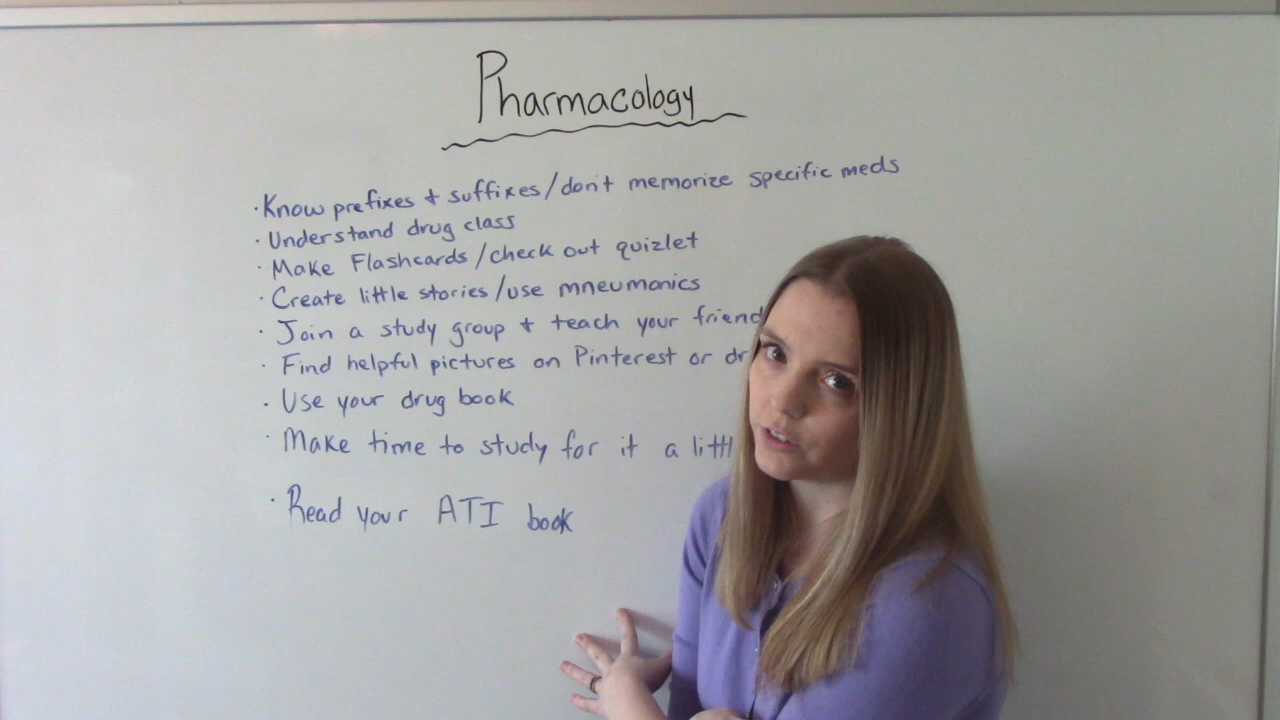 Pharmacology
· Know prefixes + suffixes/don't memorize specific meds
· Understand drug class
· Make Flashcards/check out quizlet
· Create little stories/use mneumonics
· Join a study group + teach your friend
· Find helpful pictures on Pinterest or
· Use your drug book
· Make time to study for it a
· Read your ATI book